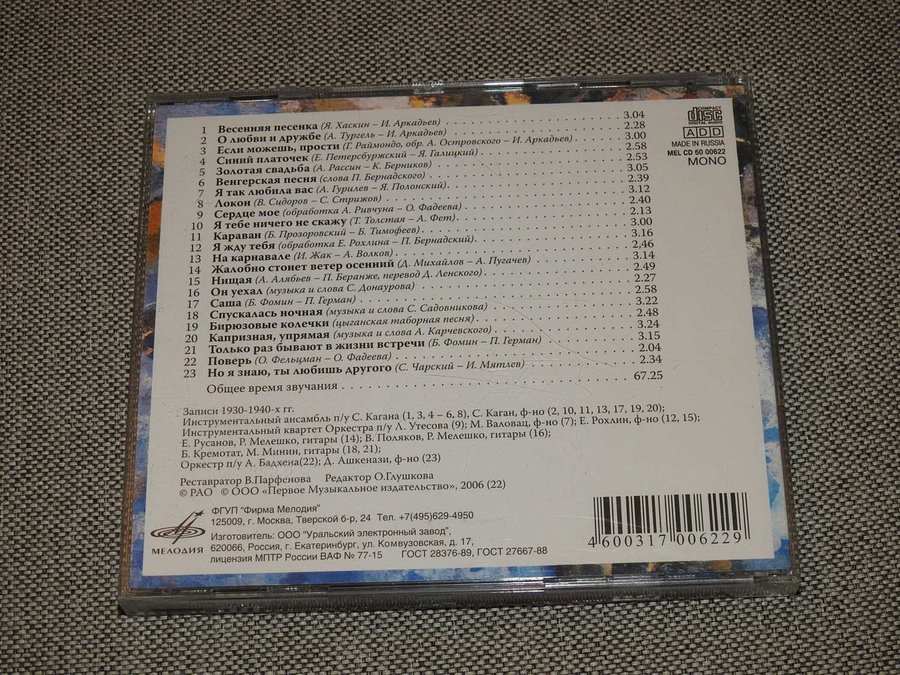 1 Весенняя песенка (Я. Хаскин – И. Аркадьев) 3.04
2 О любви и дружбе (А. Тургель – И. Аркадьев) 2.28
3 Если можешь, прости (Г. Раймондо, обр. А. Островского – И. Аркадьев) 3.00
4 Синий платочек (Е. Петерсбуржский – Я. Галицкий) 2.58
5 Золотая свадьба (А. Рассин – К. Берников) 2.53
6 Венгерская песня (слова П. Бернадского) 3.05
7 Я так любила вас (А. Гурилев – Я. Полонский) 2.39
8 Локон (В. Сидоров – С. Стрижов) 3.12
9 Сердце мое (обработка А. Ривчуна – О. Фадеева) 2.40
10 Я тебе ничего не скажу (Т. Толстая – А. Фет) 2.13
11 Караван (Б. Прозоровский – Б. Тимофеев) 3.00
12 Я жду тебя (обработка Е. Рохлина – П. Бернадский) 3.16
13 На карнавале (И. Жак – А. Волков) 2,46
14 Жалобно стонет ветер осенний (Д. Михайлов – А. Пугачев) 3.14
15 Нищая (А. Алябьев – П. Беранже, перевод Д. Ленского) 2.49
16 Он уехал (музыка и слова С. Донаурова) 2.27
17 Саша (Б. Фомин – П. Герман) 2.58
18 Спускалась ночная (музыка и слова С. Садовникова) 3.22
19 Бирюзовые колечки (цыганская таборная песня) 2.48
20 Капризная, упрямая (музыка и слова А. Карчевского) 3.24
21 Только раз бывают в жизни встречи (Б. Фомин – П. Герман) 3.15
22 Поверь (О. Фельцман – О. Фадеева) 2.04
23 Но я знаю, ты любишь другого (С. Чарский – И. Мятлев) 2.34
Общее время звучания 67.25
COMPACT
DISC
DIGITAL AUDIO
ADD
MADE IN RUSSIA
MEL CD 60 00622
MONO
Записи 1930-1940-х гг.
Инструментальный ансамбль п/у С. Кагана (1, 3, 4 – 6, 8), С. Каган, ф-но (2, 10, 11, 13, 17, 19, 20);
Инструментальный квартет Оркестра п/у Л. Утесова (9); М. Валовац, ф-но (7); Е. Рохлин, ф-но (12, 15);
Е. Русанов, Р. Мелешко, гитары (14); В. Поляков, Р. Мелешко, гитары (16);
Б. Кремотат, М. Минин, гитары (18, 21);
Оркестр п/у А. Бадхена(22); Д. Ашкенази, ф-но (23)
Реставратор В.Парфенова Редактор О.Глушкова
© РАО © ООО «Первое Музыкальное издательство», 2006 (22)
МЕЛОДИЯ
ФГУП "Фирма Мелодия"
125009, г. Москва, Тверской б-р, 24 Тел. +7(495)629-4950
Изготовитель: ООО "Уральский электронный завод",
620066, Россия, г. Екатеринбург, ул. Комвузовская, д. 17,
лицензия МПТР России ВАФ № 77-15 ГОСТ 28376-89, ГОСТ 27667-88
4 600317 006229